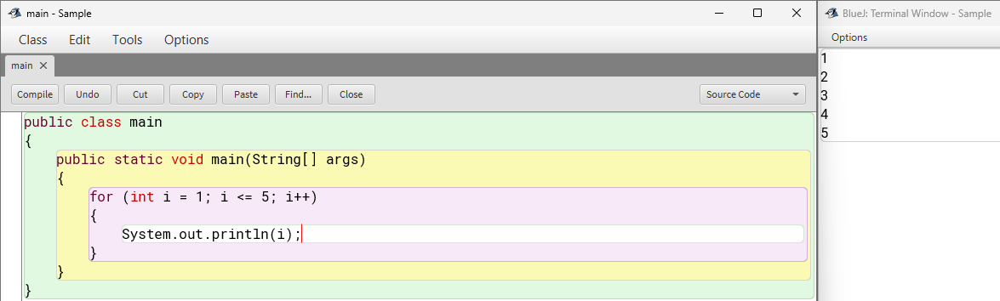 main - Sample
Class Edit Tools Options
main
Compile Undo Cut Copy Paste Find... Close Source Code
public class main
{
    public static void main(String[] args)
    {
        for (int i = 1; i <= 5; i++)
        {
            System.out.println(i);
        }
    }
}
BlueJ: Terminal Window - Sample
Options
1
2
3
4
5